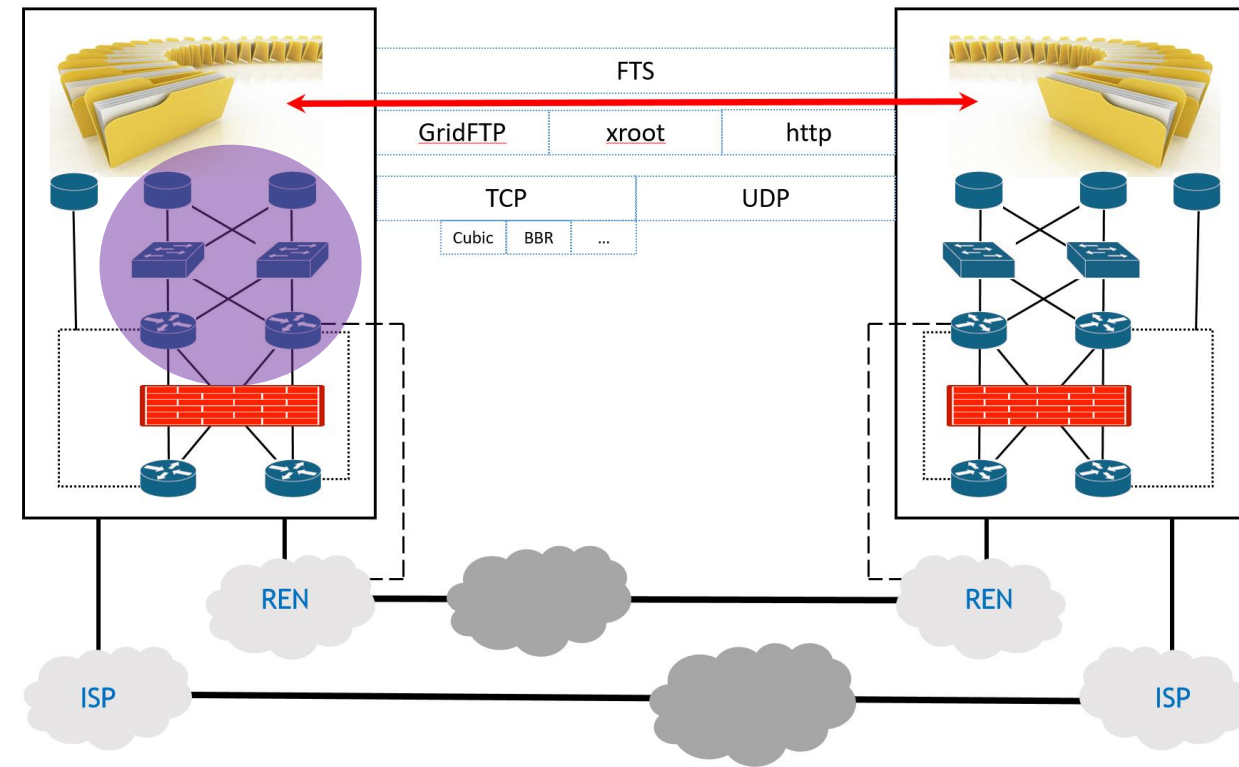 FTS
GridFTP xroot http
TCP UDP
Cubic BBR ...
REN REN
ISP ISP